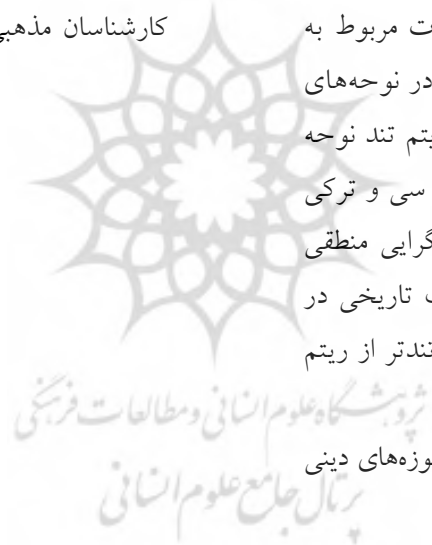 ت مربوط به
در نوحه‌های
یتم تند نوحه
سی و ترکی
گرایی منطقی
تاریخی در
تندتر از ریتم
وزه‌های دینی
کارشناسان مذهبی
پژوهشگاه علوم انسانی و مطالعات فرهنگی
پرتال جامع علوم انسانی